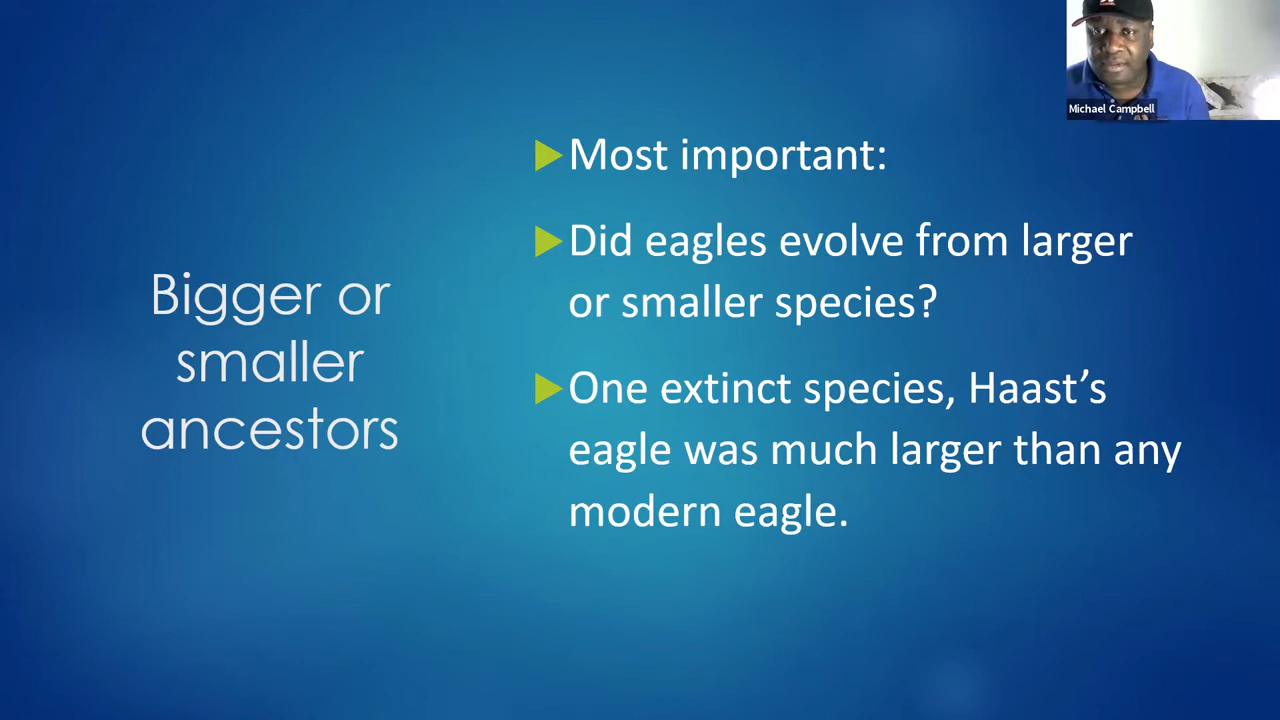 Bigger or
smaller
ancestors
Most important:
Did eagles evolve from larger
or smaller species?
One extinct species, Haast’s
eagle was much larger than any
modern eagle.
Michael Campbell